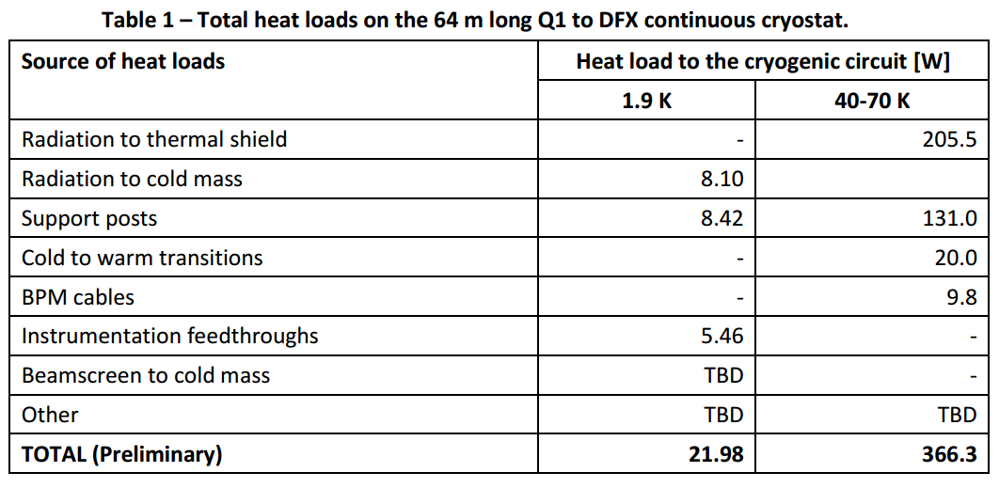 Table 1 – Total heat loads on the 64 m long Q1 to DFX continuous cryostat.
Source of heat loads Heat load to the cryogenic circuit [W]
1.9 K 40-70 K
Radiation to thermal shield - 205.5
Radiation to cold mass 8.10
Support posts 8.42 131.0
Cold to warm transitions - 20.0
BPM cables - 9.8
Instrumentation feedthroughs 5.46 -
Beamscreen to cold mass TBD -
Other TBD TBD
TOTAL (Preliminary) 21.98 366.3